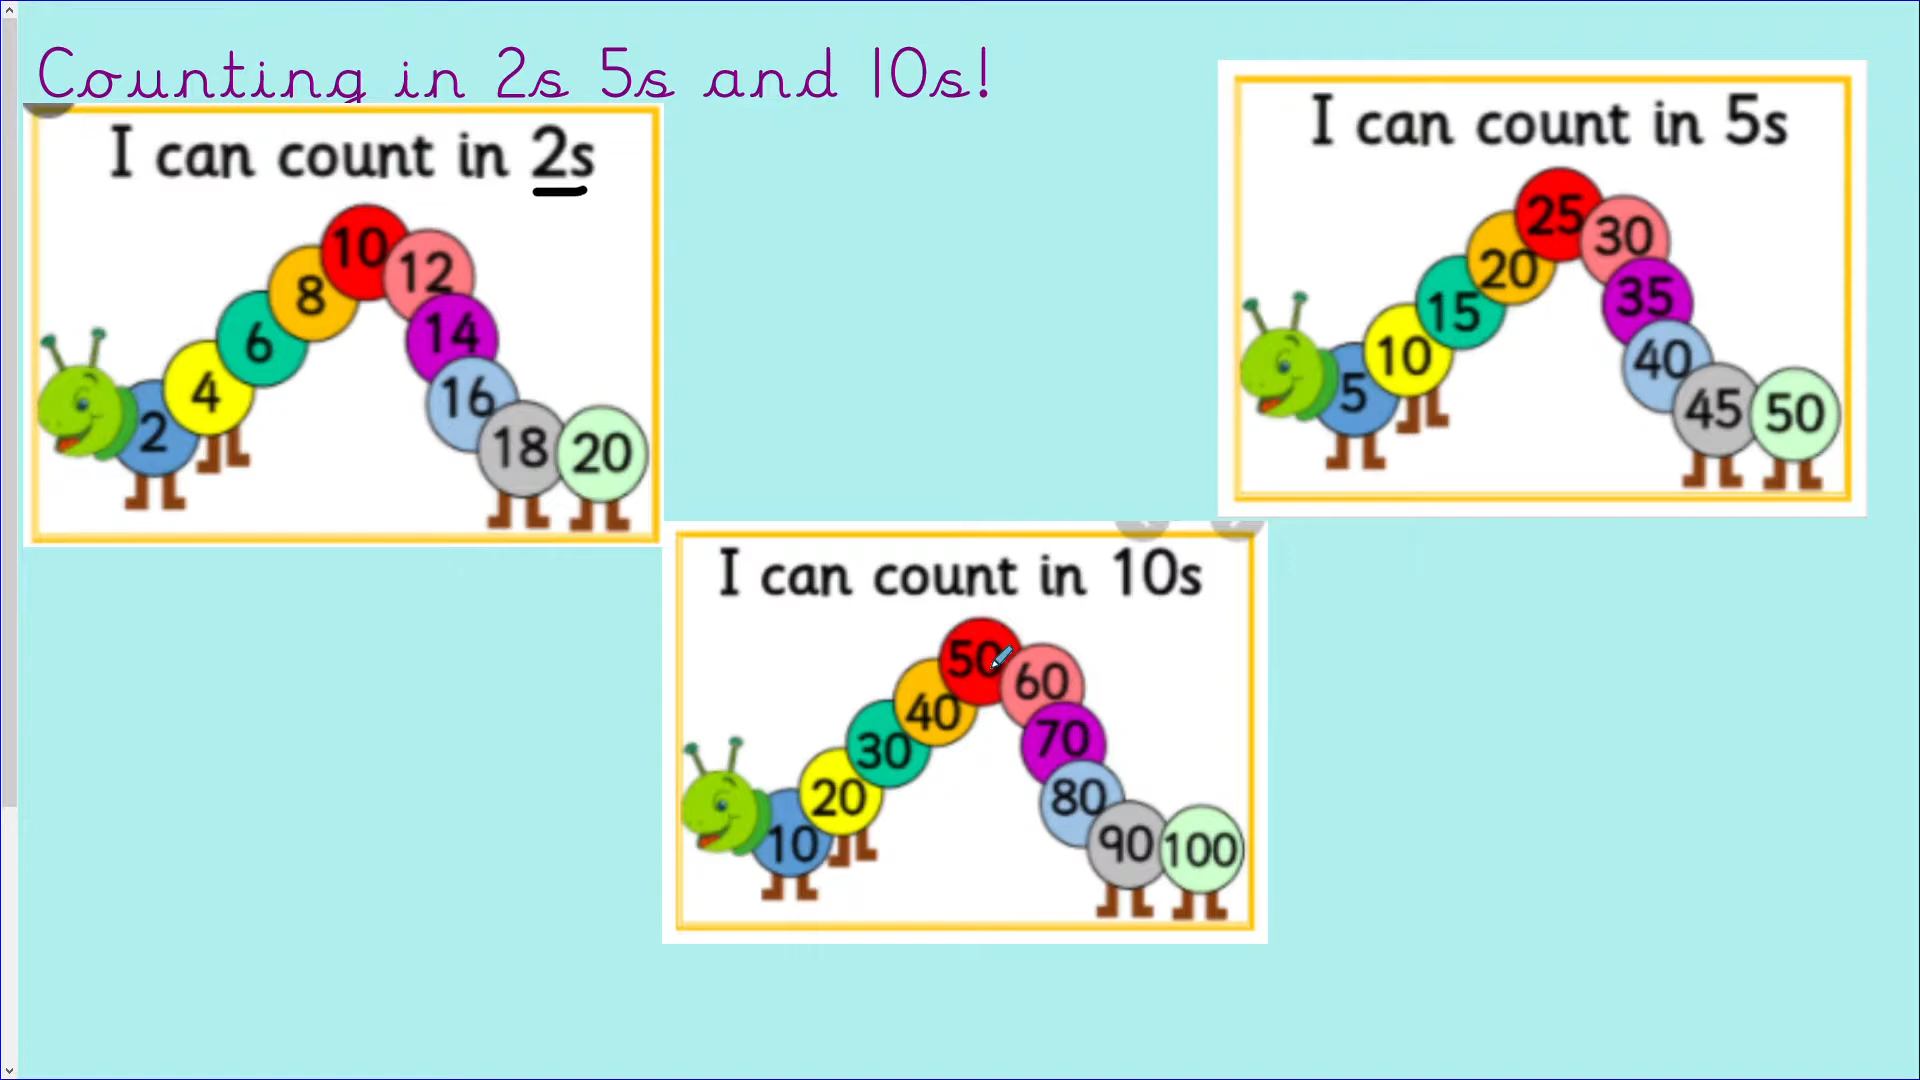 Counting in 2s 5s and 10s!
I can count in 2s
2 4 6 8 10 12 14 16 18 20
I can count in 5s
5 10 15 20 25 30 35 40 45 50
I can count in 10s
10 20 30 40 50 60 70 80 90 100